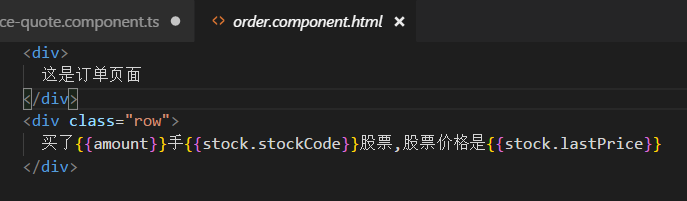 ce-quote.component.ts ● <> order.component.html ×
<div>
这是订单页面
</div>
<div class="row">
买了{{amount}}手{{stock.stockCode}}股票,股票价格是{{stock.lastPrice}}
</div>